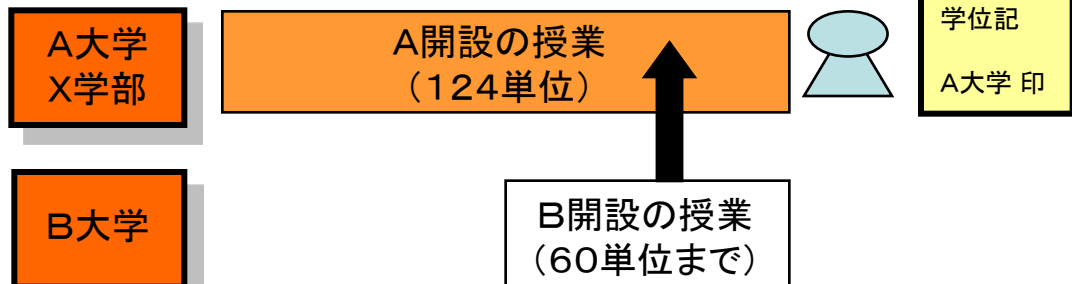 A大学
X学部
A開設の授業
(124単位)
学位記
A大学 印
B大学
B開設の授業
(60単位まで)